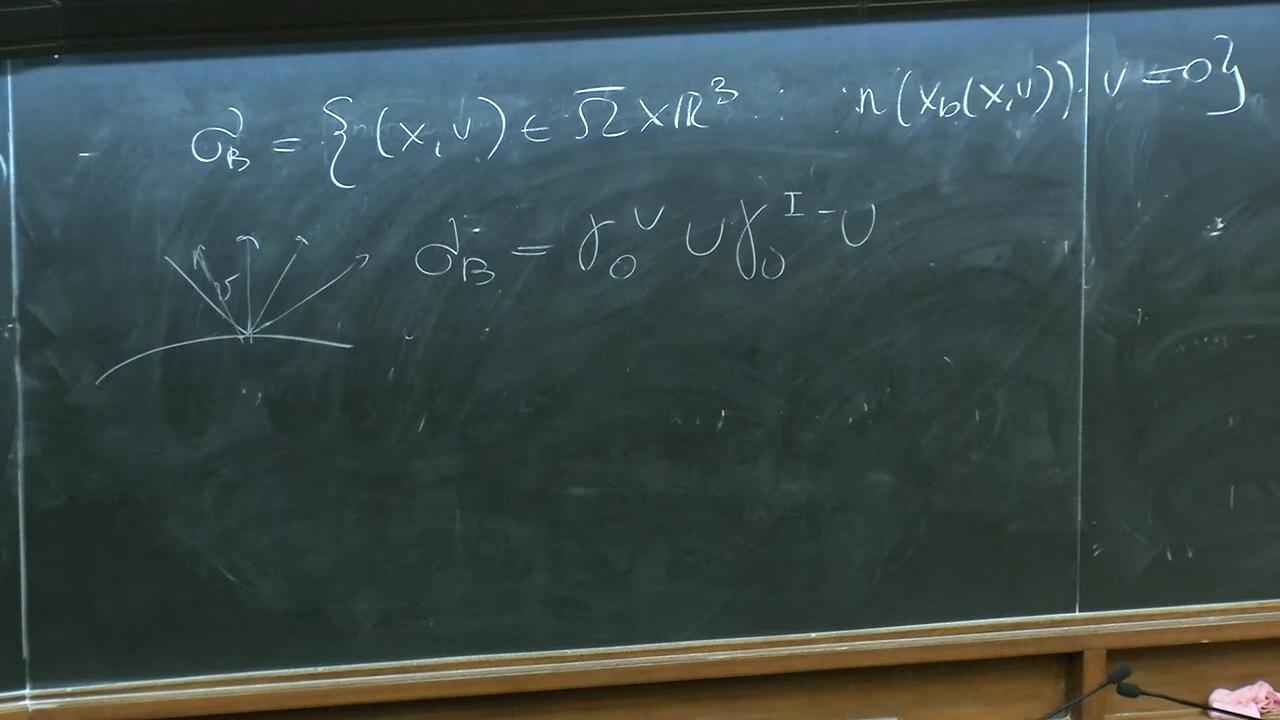 σ_B = {(x, v) ∈ Ω̄ × ℝ³ : n(x_b(x,v)) · v = 0}
σ_B = γ_0^V ∪ γ_0^{I-} ∪
v